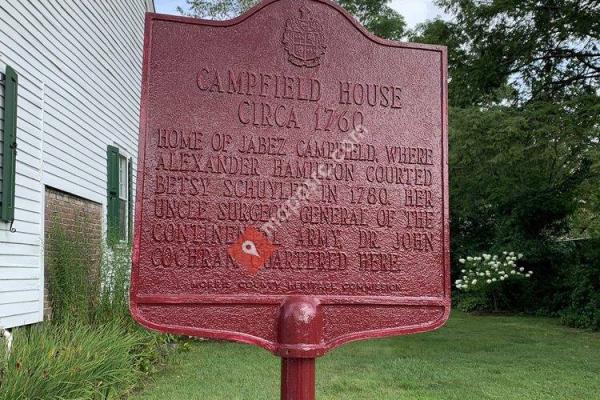 CAMPFIELD HOUSE
CIRCA 1760
HOME OF JABEZ CAMPFIELD, WHERE
ALEXANDER HAMILTON COURTED
BETSY SCHUYLER IN 1780. HER
UNCLE, SURGEON GENERAL OF THE
CONTINENTAL ARMY, DR. JOHN
COCHRAN, QUARTERED HERE.
MORRIS COUNTY HERITAGE COMMISSION